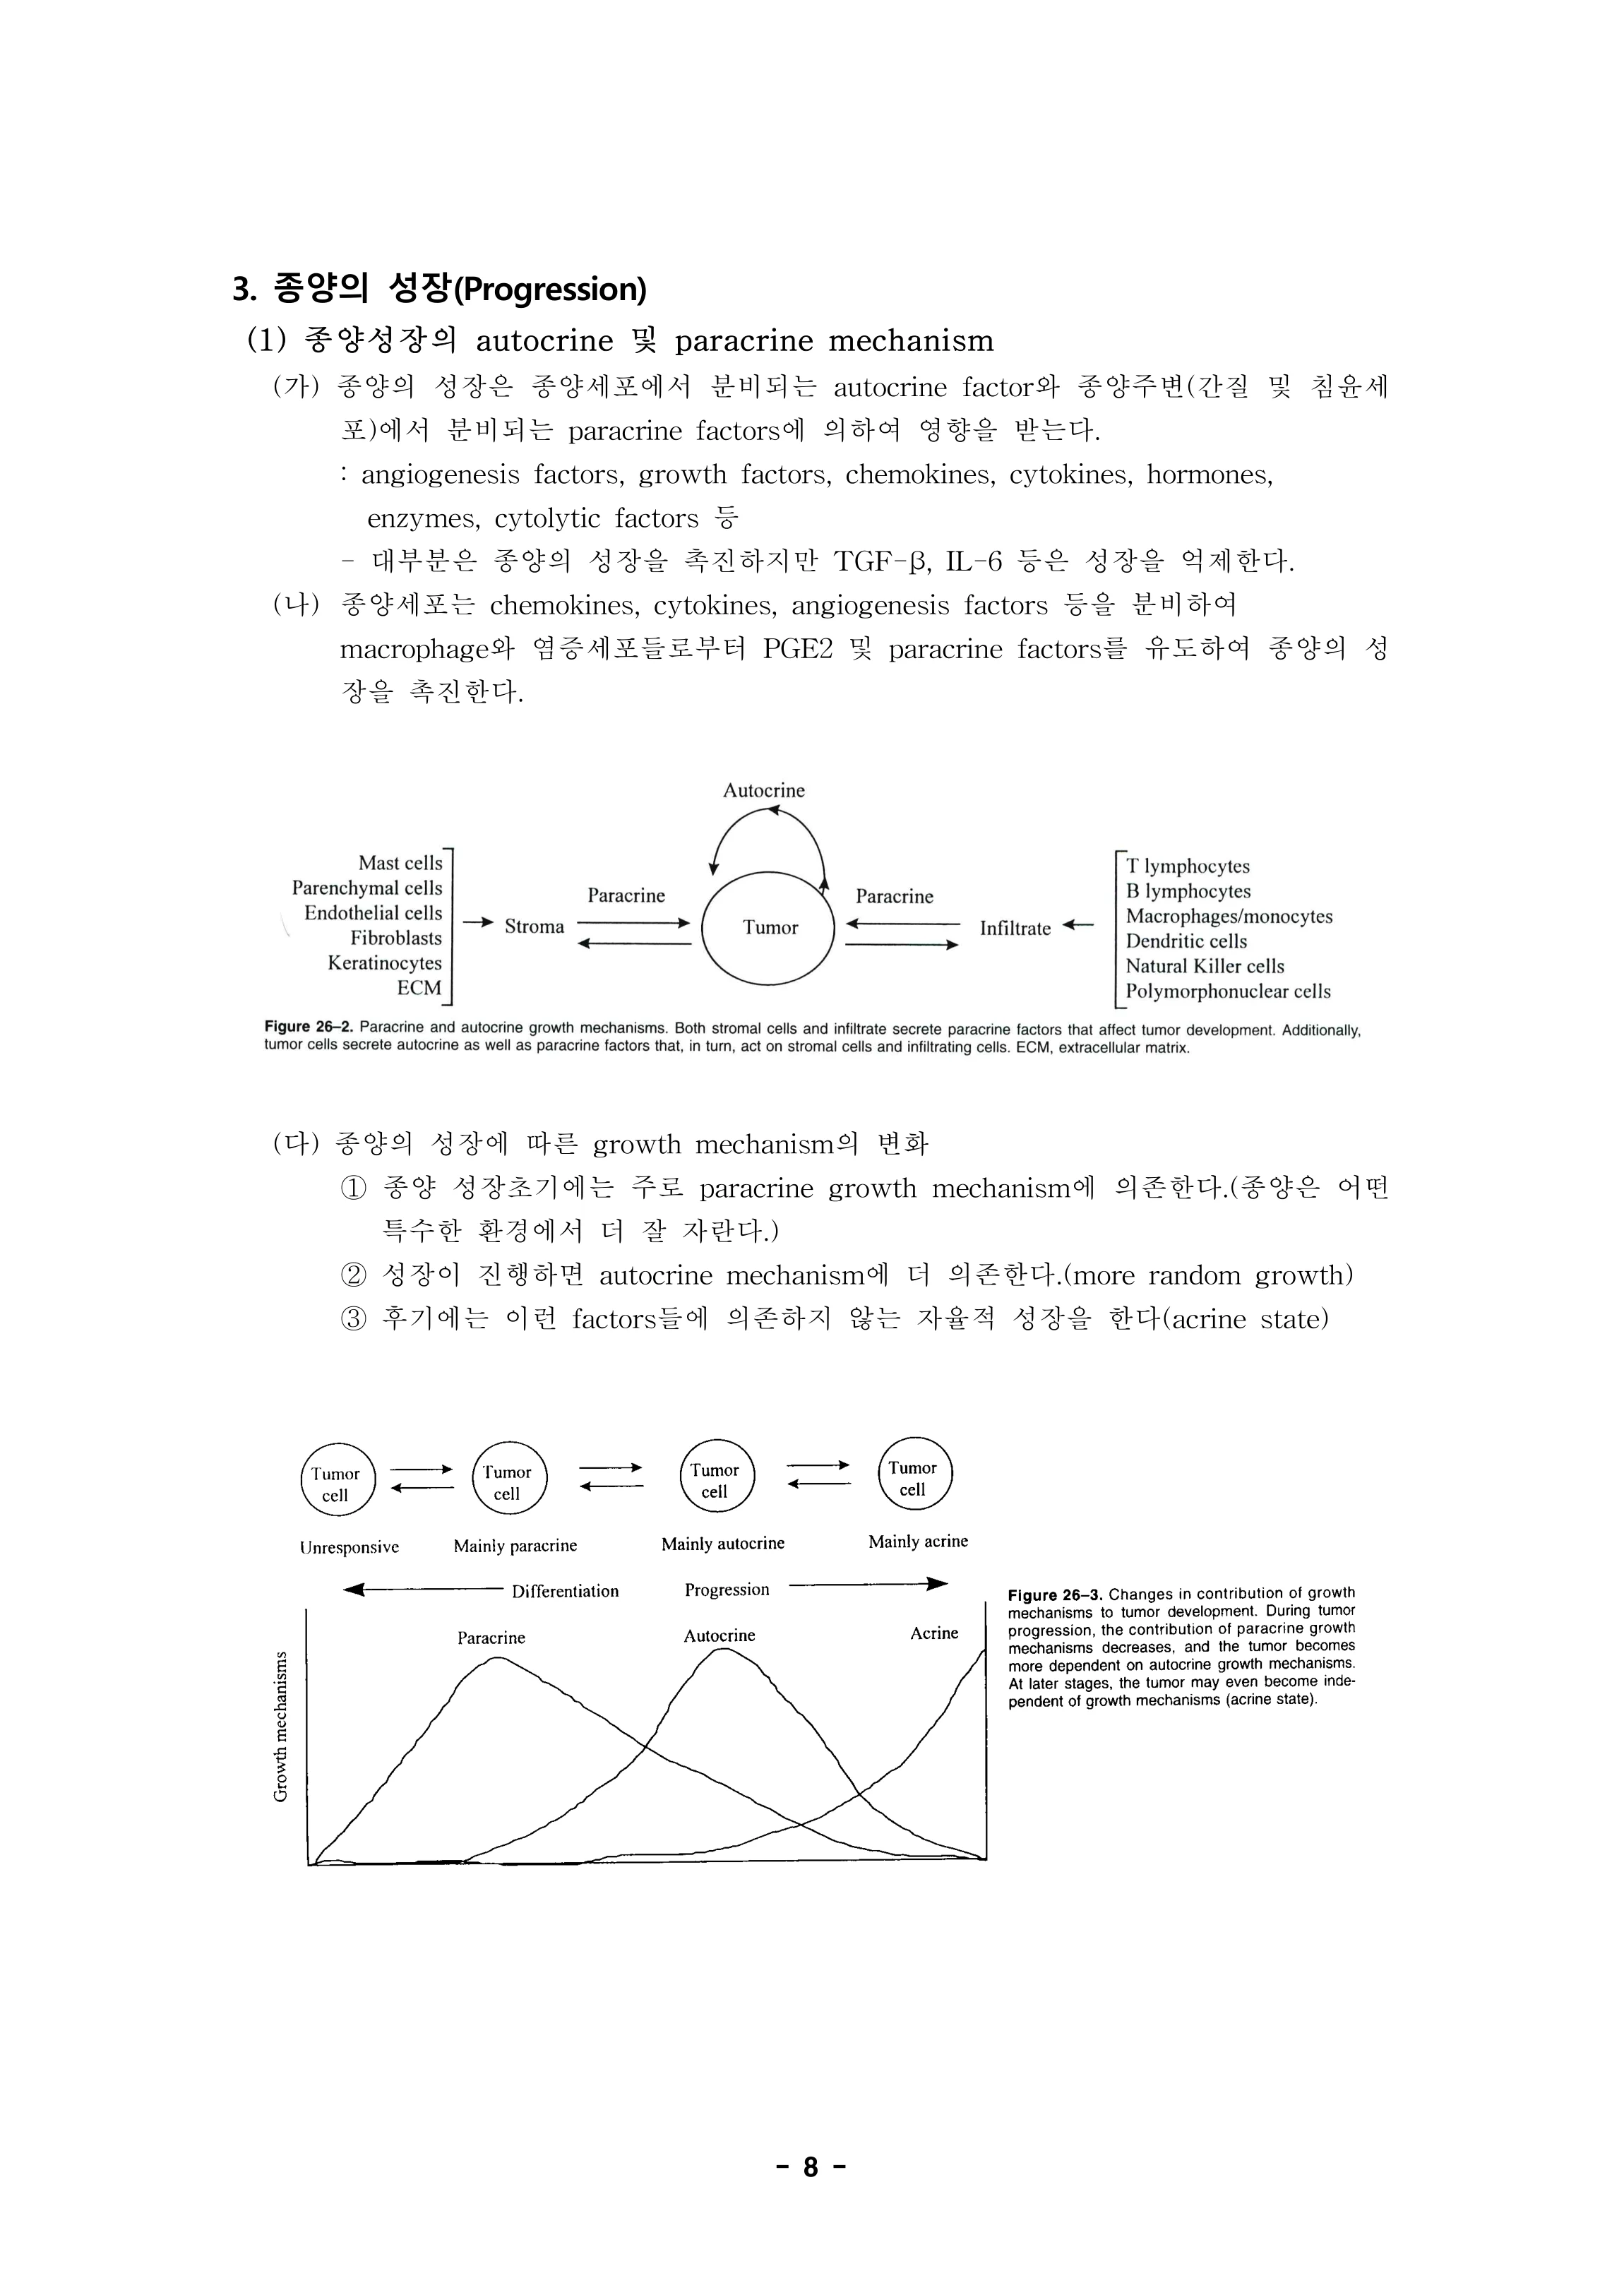 3. 종양의 성장(Progression)
(1) 종양성장의 autocrine 및 paracrine mechanism
(가) 종양의 성장은 종양세포에서 분비되는 autocrine factor와 종양주변(간질 및 침윤세
포)에서 분비되는 paracrine factors에 의하여 영향을 받는다.
: angiogenesis factors, growth factors, chemokines, cytokines, hormones,
enzymes, cytolytic factors 등
- 대부분은 종양의 성장을 촉진하지만 TGF-β, IL-6 등은 성장을 억제한다.
(나) 종양세포는 chemokines, cytokines, angiogenesis factors 등을 분비하여
macrophage와 염증세포들로부터 PGE2 및 paracrine factors를 유도하여 종양의 성
장을 촉진한다.
Autocrine
Mast cells
Parenchymal cells
Endothelial cells
Fibroblasts
Keratinocytes
ECM
Stroma
Paracrine
Tumor
Paracrine
Infiltrate
T lymphocytes
B lymphocytes
Macrophages/monocytes
Dendritic cells
Natural Killer cells
Polymorphonuclear cells
Figure 26–2. Paracrine and autocrine growth mechanisms. Both stromal cells and infiltrate secrete paracrine factors that affect tumor development. Additionally,
tumor cells secrete autocrine as well as paracrine factors that, in turn, act on stromal cells and infiltrating cells. ECM, extracellular matrix.
(다) 종양의 성장에 따른 growth mechanism의 변화
① 종양 성장초기에는 주로 paracrine growth mechanism에 의존한다.(종양은 어떤
특수한 환경에서 더 잘 자란다.)
② 성장이 진행하면 autocrine mechanism에 더 의존한다.(more random growth)
③ 후기에는 이런 factors들에 의존하지 않는 자율적 성장을 한다(acrine state)
Tumor
cell
Tumor
cell
Tumor
cell
Tumor
cell
Unresponsive
Mainly paracrine
Mainly autocrine
Mainly acrine
Differentiation
Progression
Paracrine
Autocrine
Acrine
Growth mechanisms
Figure 26–3. Changes in contribution of growth
mechanisms to tumor development. During tumor
progression, the contribution of paracrine growth
mechanisms decreases, and the tumor becomes
more dependent on autocrine growth mechanisms.
At later stages, the tumor may even become inde-
pendent of growth mechanisms (acrine state).
- 8 -